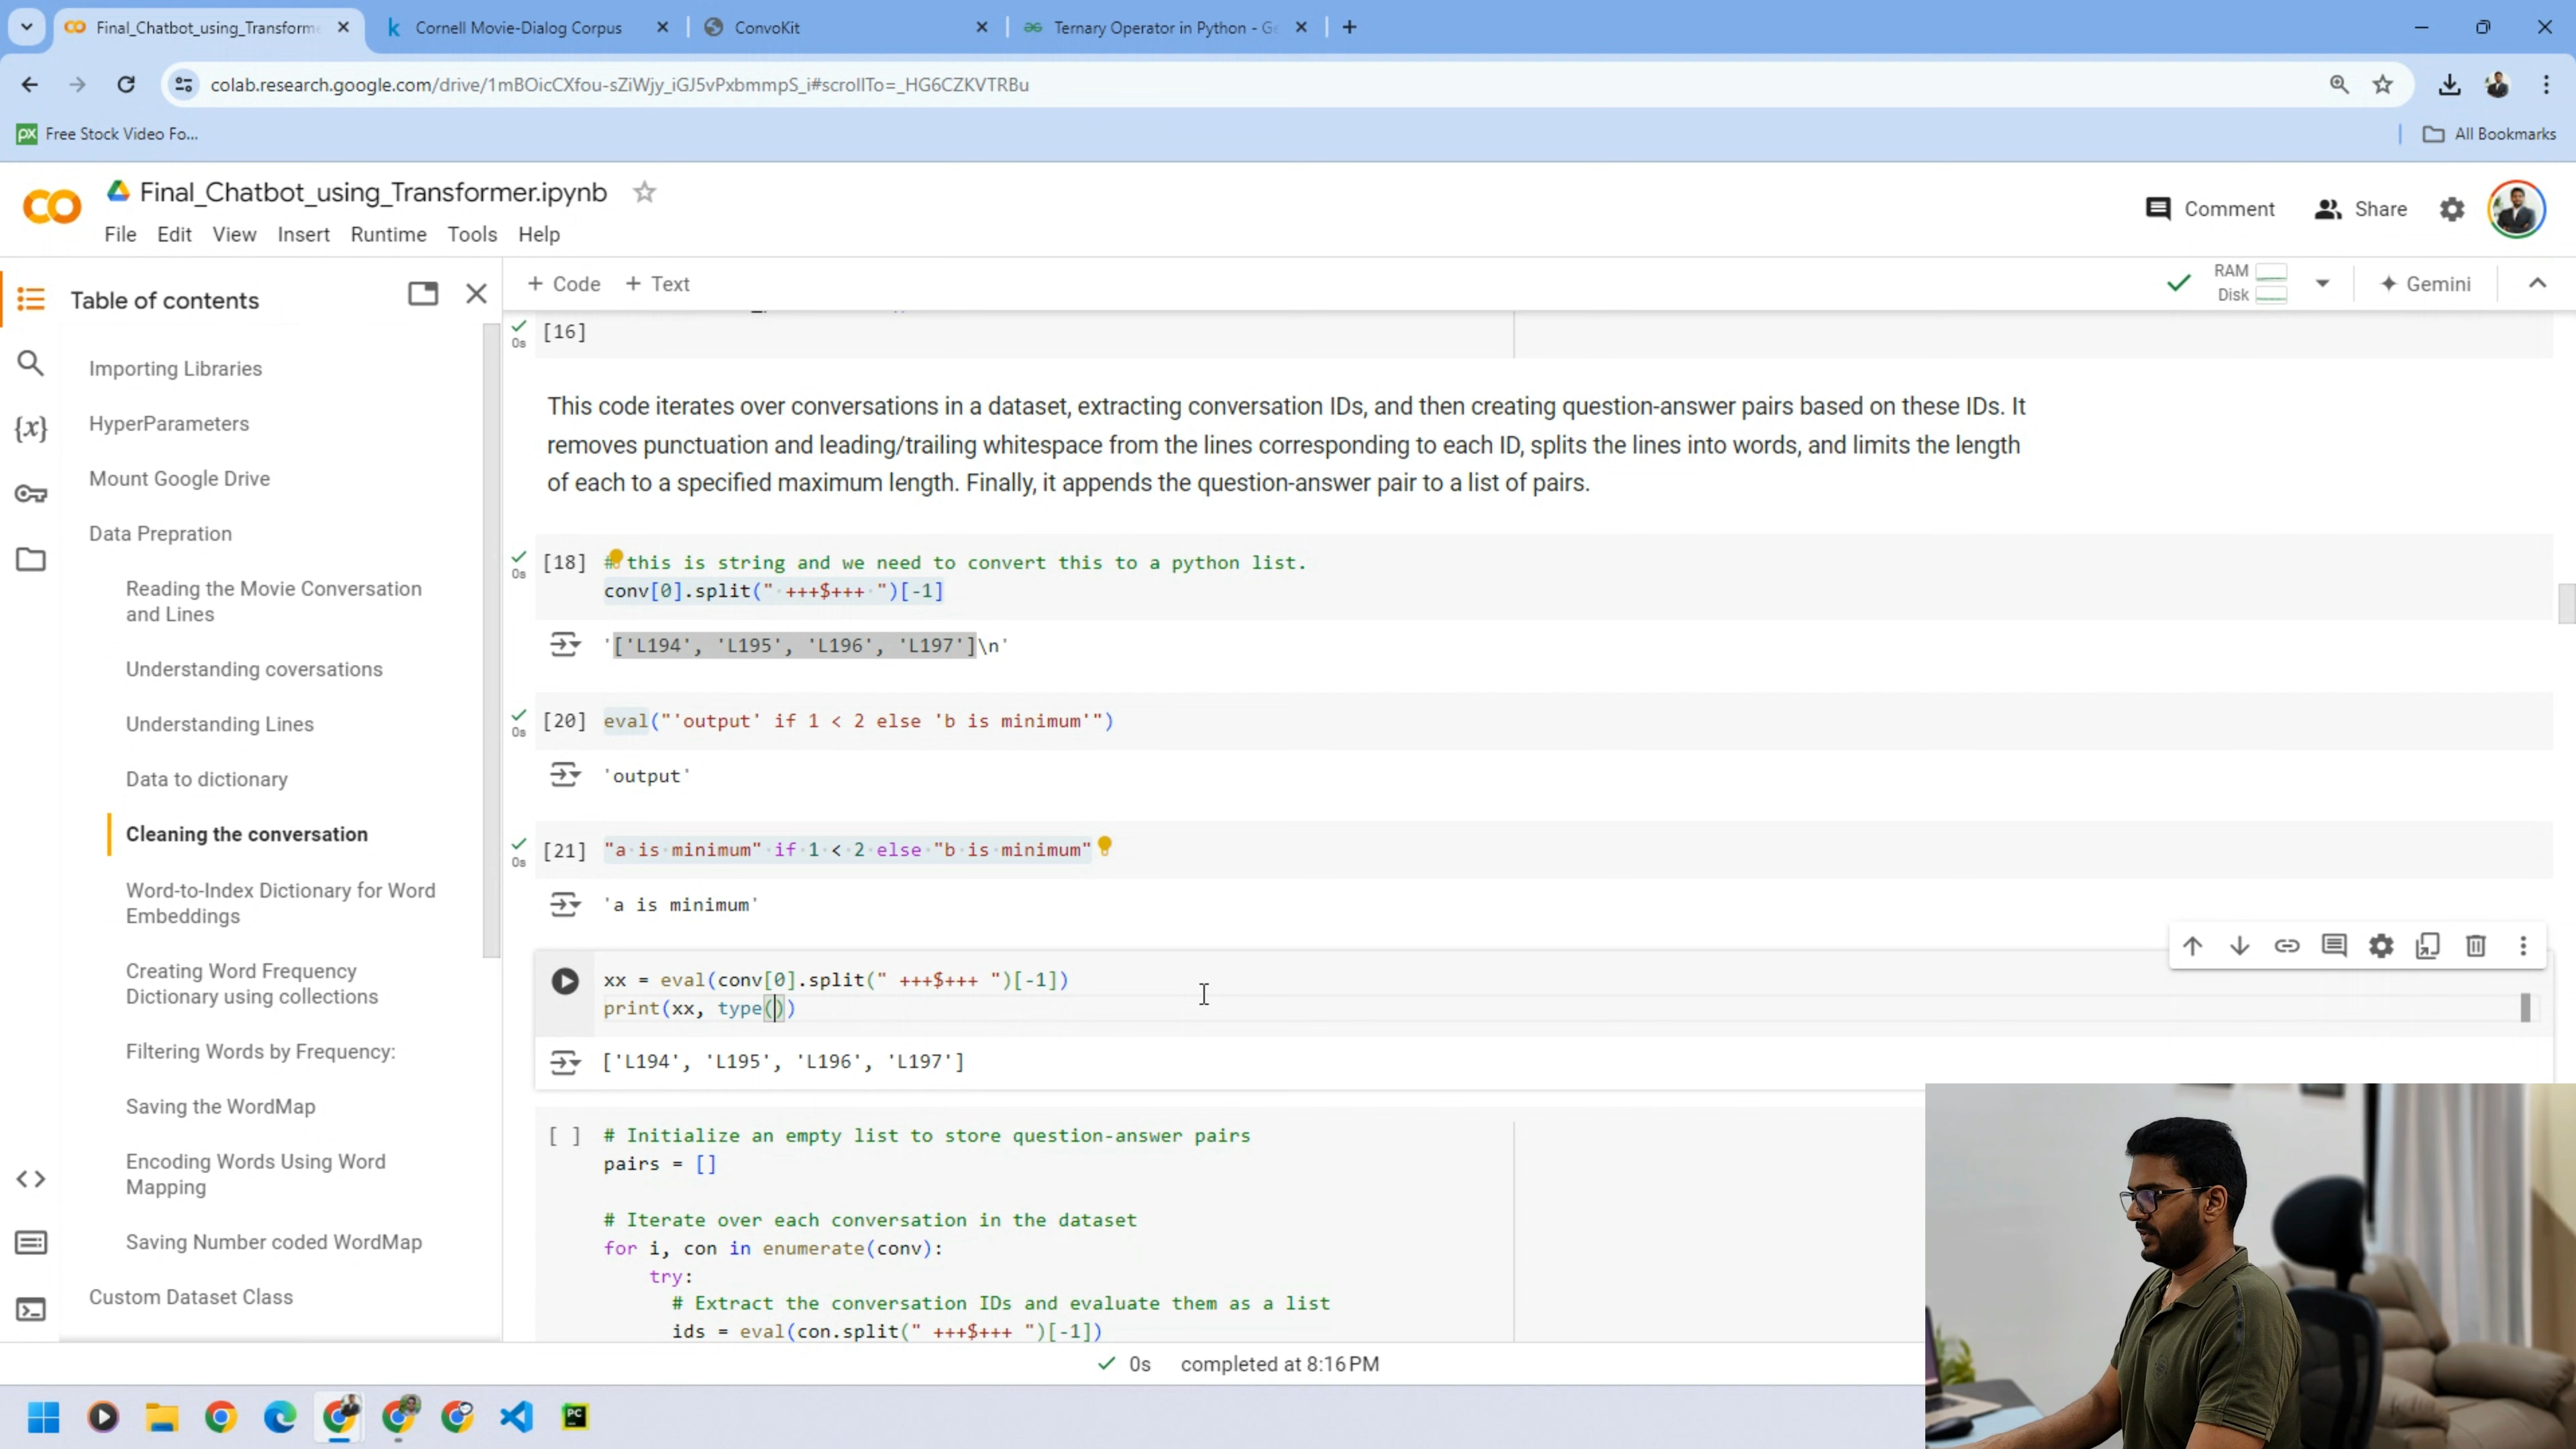 Final_Chatbot_using_Transforme
Cornell Movie-Dialog Corpus
ConvoKit
Ternary Operator in Python - Ge
colab.research.google.com/drive/1mBOicCXfou-sZiWjy_iGJ5vPxbmmpS_i#scrollTo=_HG6CZKVTRBu
Free Stock Video Fo...
All Bookmarks
Final_Chatbot_using_Transformer.ipynb
File Edit View Insert Runtime Tools Help
Comment
Share
Table of contents
+ Code + Text
RAM
Disk
Gemini
Importing Libraries
HyperParameters
Mount Google Drive
Data Prepration
Reading the Movie Conversation
and Lines
Understanding coversations
Understanding Lines
Data to dictionary
Cleaning the conversation
Word-to-Index Dictionary for Word
Embeddings
Creating Word Frequency
Dictionary using collections
Filtering Words by Frequency:
Saving the WordMap
Encoding Words Using Word
Mapping
Saving Number coded WordMap
Custom Dataset Class
0s [16]
This code iterates over conversations in a dataset, extracting conversation IDs, and then creating question-answer pairs based on these IDs. It
removes punctuation and leading/trailing whitespace from the lines corresponding to each ID, splits the lines into words, and limits the length
of each to a specified maximum length. Finally, it appends the question-answer pair to a list of pairs.
0s [18] # this is string and we need to convert this to a python list.
conv[0].split(" +++$+++ ")[-1]
'['L194', 'L195', 'L196', 'L197']\n'
0s [20] eval("'output' if 1 < 2 else 'b is minimum'")
'output'
0s [21] "a is minimum" if 1 < 2 else "b is minimum"
'a is minimum'
xx = eval(conv[0].split(" +++$+++ ")[-1])
print(xx, type())
['L194', 'L195', 'L196', 'L197']
[ ] # Initialize an empty list to store question-answer pairs
pairs = []
# Iterate over each conversation in the dataset
for i, con in enumerate(conv):
try:
# Extract the conversation IDs and evaluate them as a list
ids = eval(con.split(" +++$+++ ")[-1])
0s completed at 8:16 PM
PC